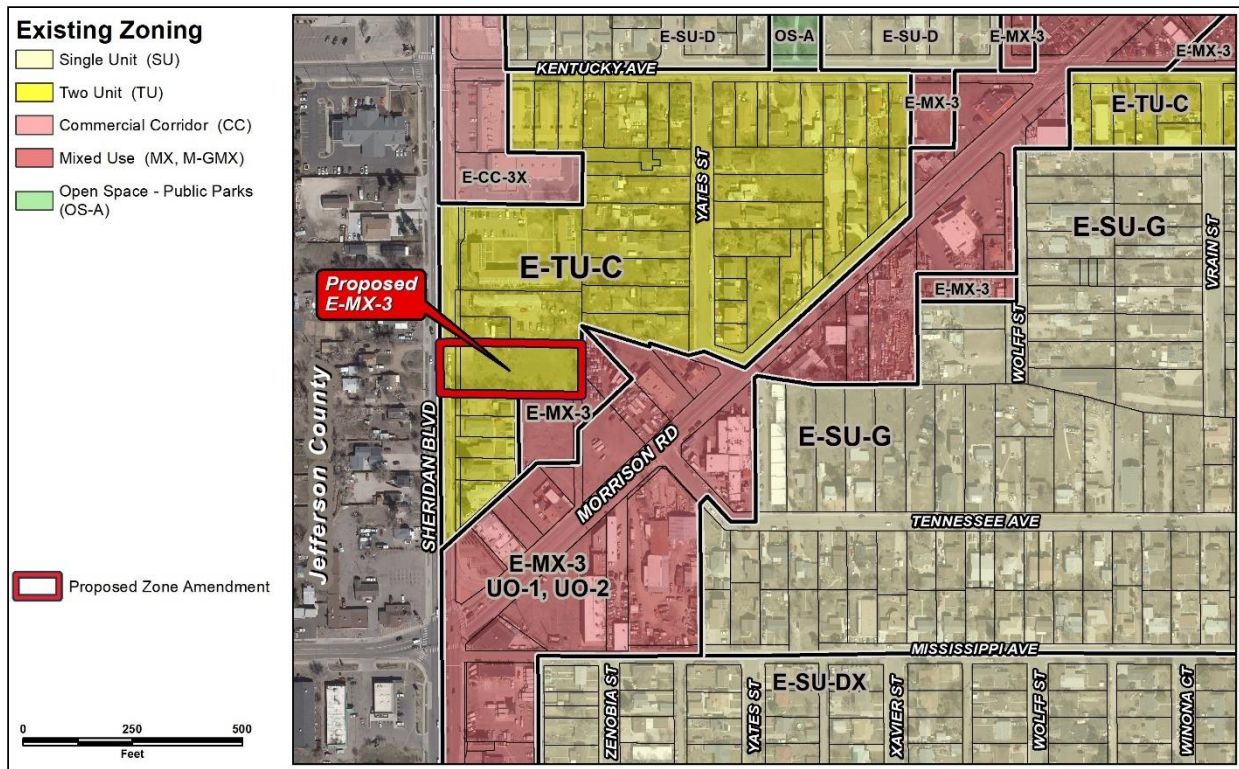 Existing Zoning
Single Unit (SU)
Two Unit (TU)
Commercial Corridor (CC)
Mixed Use (MX, M-GMX)
Open Space - Public Parks
(OS-A)
Proposed Zone Amendment
0 250 500
Feet
E-SU-D
OS-A
E-SU-D
E-MX-3
E-MX-3
KENTUCKY AVE
E-MX-3
E-TU-C
E-CC-3X
YATES ST
E-SU-G
VRAIN ST
E-TU-C
Proposed
E-MX-3
E-MX-3
WOLFF ST
Jefferson County
SHERIDAN BLVD
E-MX-3
MORRISON RD
E-SU-G
TENNESSEE AVE
E-MX-3
UO-1, UO-2
MISSISSIPPI AVE
E-SU-DX
ZENOBIA ST
YATES ST
XAVIER ST
WOLFF ST
WINONA CT